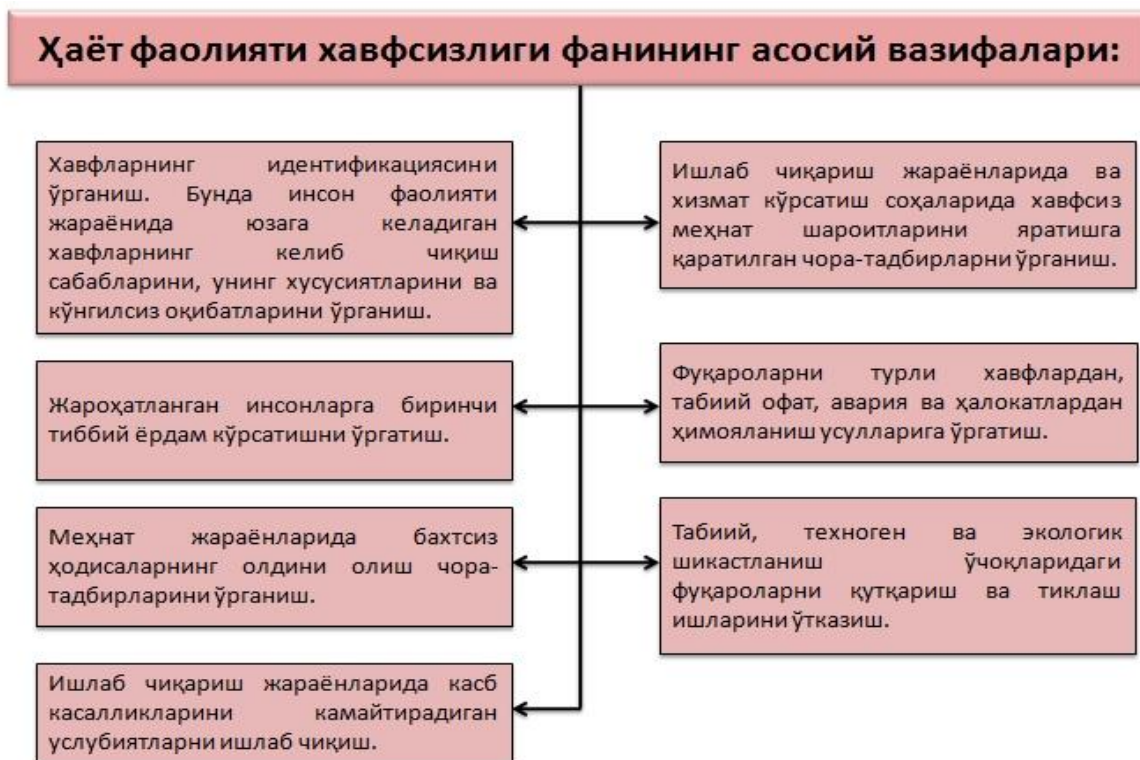 Ҳаёт фаолияти хавфсизлиги фанининг асосий вазифалари:
Хавфларнинг идентификациясини
ўрганиш. Бунда инсон фаолияти
жараёнида юзага келадиган
хавфларнинг келиб чиқиш
сабабларини, унинг хусусиятларини ва
кўнгилсиз оқибатларини ўрганиш.
Ишлаб чиқариш жараёнларида ва
хизмат кўрсатиш соҳаларида хавфсиз
меҳнат шароитларини яратишга
қаратилган чора-тадбирларни ўрганиш.
Жароҳатланган инсонларга биринчи
тиббий ёрдам кўрсатишни ўргатиш.
Фуқароларни турли хавфлардан,
табиий офат, авария ва ҳалокатлардан
ҳимояланиш усулларига ўргатиш.
Меҳнат жараёнларида бахтсиз
ҳодисаларнинг олдини олиш чора-
тадбирларини ўрганиш.
Табиий, техноген ва экологик
шикастланиш ўчоқларидаги
фуқароларни қутқариш ва тиклаш
ишларини ўтказиш.
Ишлаб чиқариш жараёнларида касб
касалликларини камайтирадиган
услубиятларни ишлаб чиқиш.